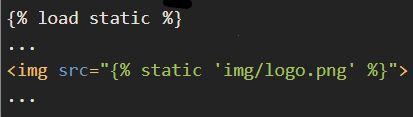 {% load static %}
...
<img src="{% static 'img/logo.png' %}">
...